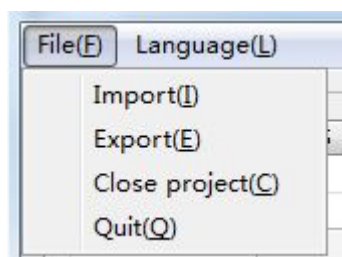 File(F) Language(L)
Import(I)
Export(E)
Close project(C)
Quit(Q)